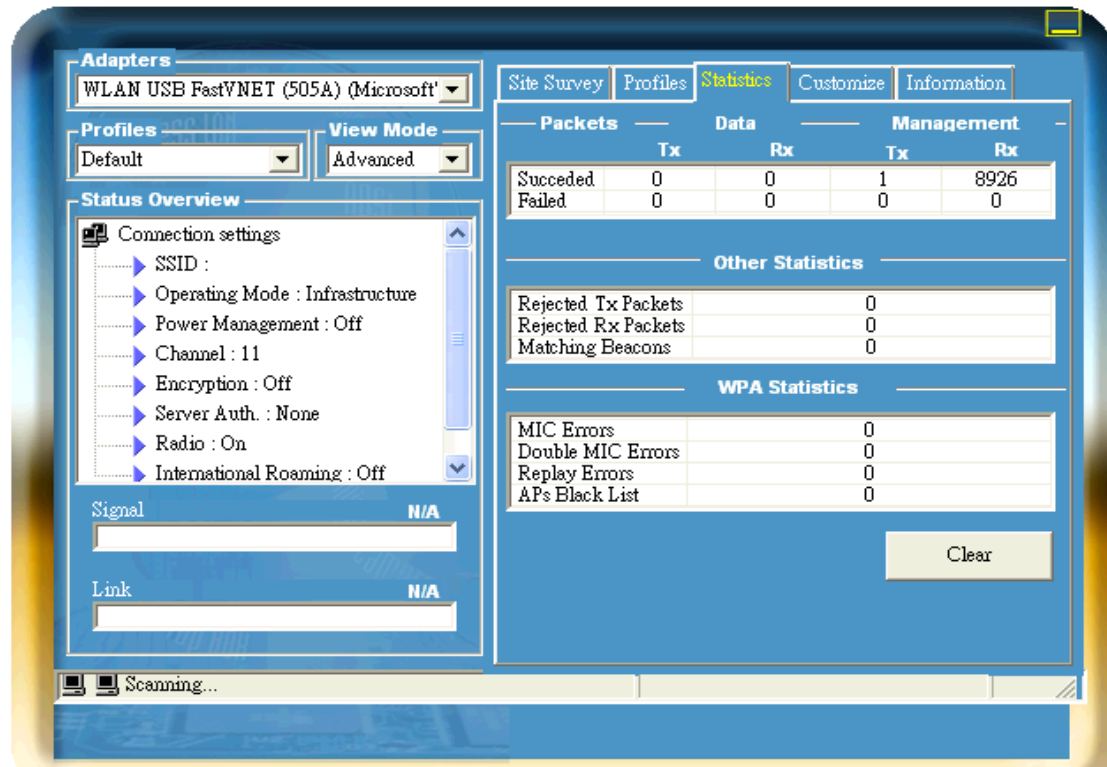 Adapters
WLAN USB FastVNET (505A) (Microsoft'
Profiles
View Mode
Default
Advanced
Status Overview
Connection settings
SSID :
Operating Mode : Infrastructure
Power Management : Off
Channel : 11
Encryption : Off
Server Auth. : None
Radio : On
International Roaming : Off
Signal N/A
Link N/A
Site Survey Profiles Statistics Customize Information
Packets Data Management
Tx Rx Tx Rx
Succeded 0 0 1 8926
Failed 0 0 0 0
Other Statistics
Rejected Tx Packets 0
Rejected Rx Packets 0
Matching Beacons 0
WPA Statistics
MIC Errors 0
Double MIC Errors 0
Replay Errors 0
APs Black List 0
Clear
Scanning...